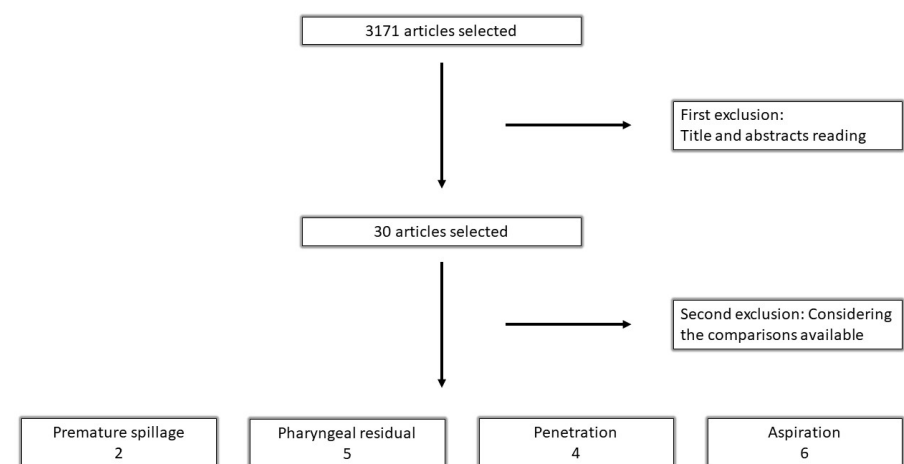 3171 articles selected
First exclusion:
Title and abstracts reading
30 articles selected
Second exclusion: Considering
the comparisons available
Premature spillage
2
Pharyngeal residual
5
Penetration
4
Aspiration
6